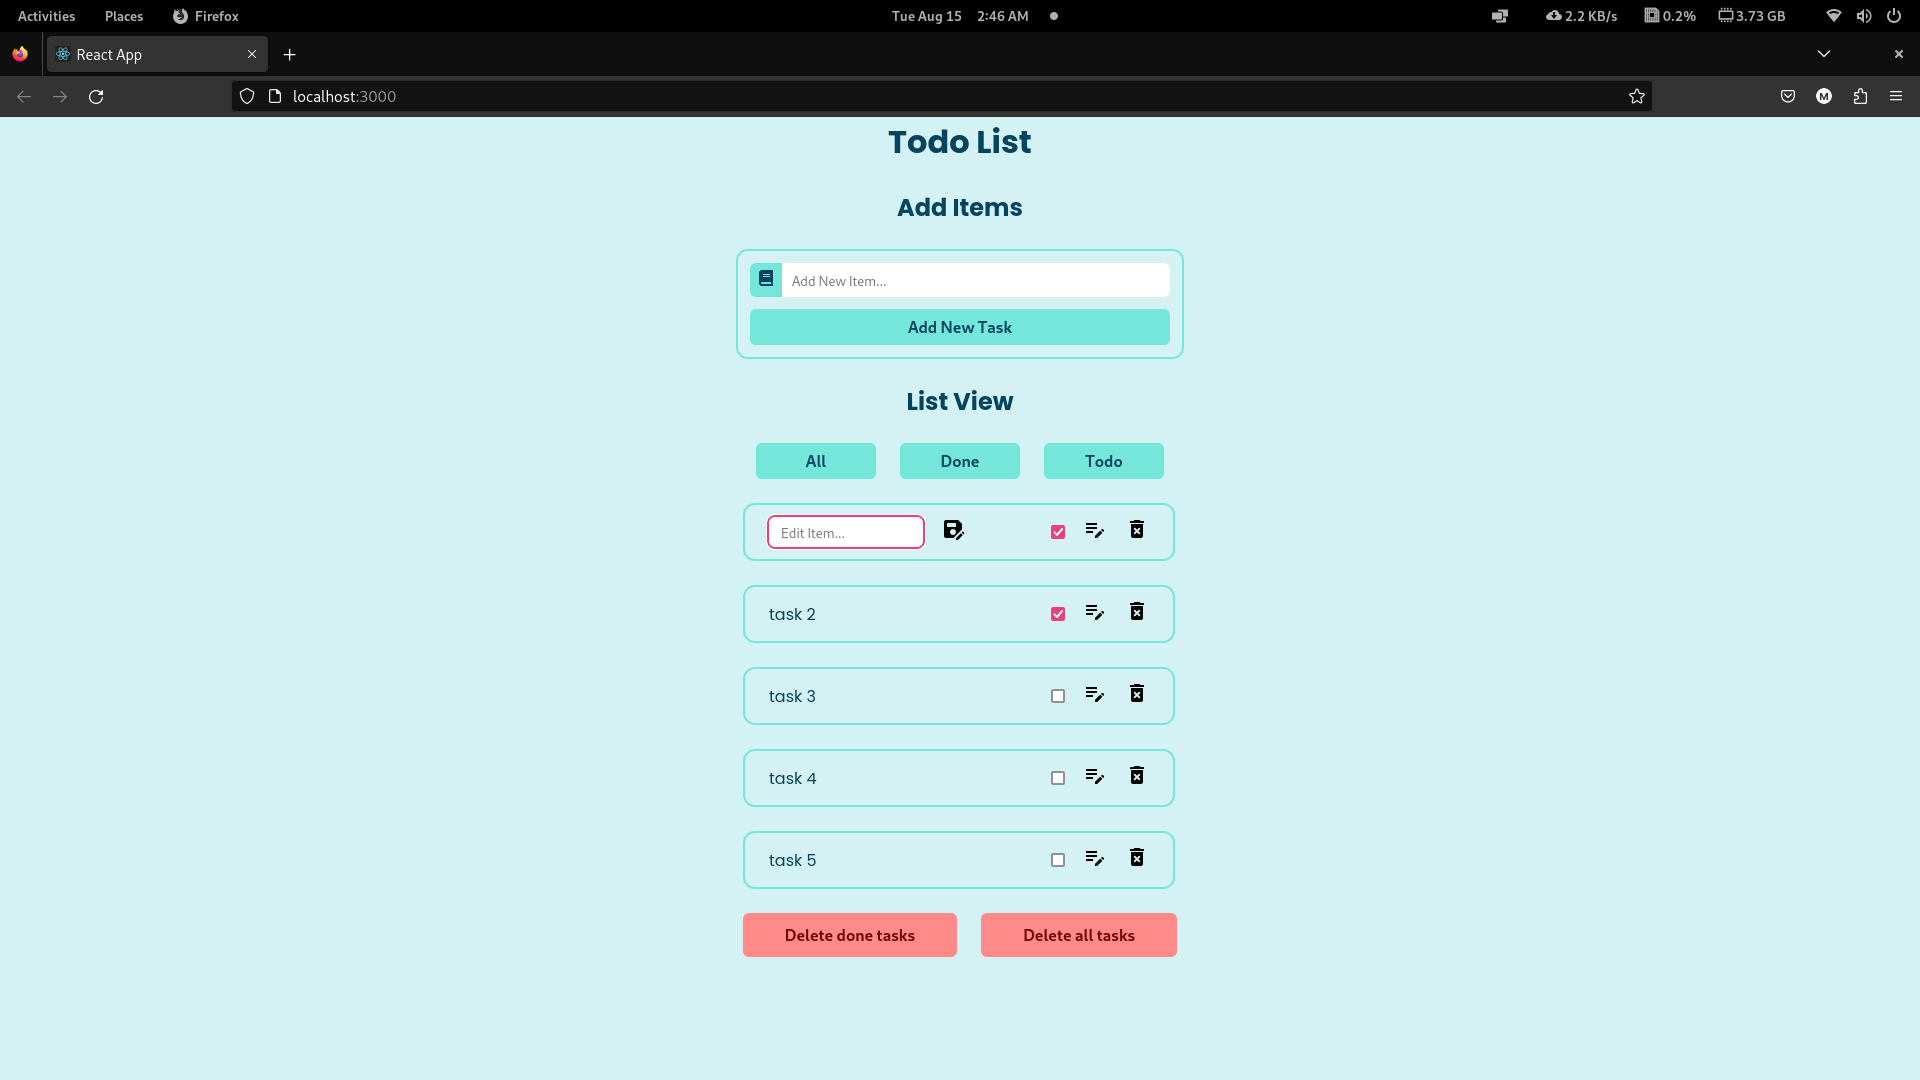 Activities Places Firefox Tue Aug 15 2:46 AM 2.2 KB/s 0.2% 3.73 GB
React App
localhost:3000 M
Todo List
Add Items
Add New Item...
Add New Task
List View
All Done Todo
Edit Item...
task 2
task 3
task 4
task 5
Delete done tasks Delete all tasks